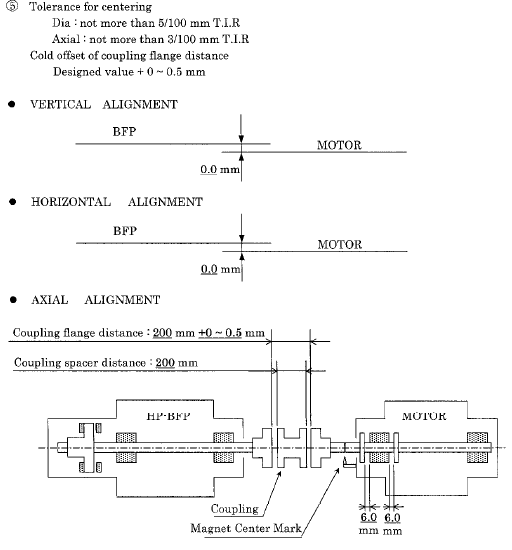 ⑤ Tolerance for centering
Dia : not more than 5/100 mm T.I.R
Axial : not more than 3/100 mm T.I.R
Cold offset of coupling flange distance
Designed value + 0 ~ 0.5 mm
● VERTICAL ALIGNMENT
BFP
MOTOR
0.0 mm
● HORIZONTAL ALIGNMENT
BFP
MOTOR
0.0 mm
● AXIAL ALIGNMENT
Coupling flange distance : 200 mm ±0 ~ 0.5 mm
Coupling spacer distance : 200 mm
HP-BFP
MOTOR
Coupling
Magnet Center Mark
6.0 6.0
mm mm